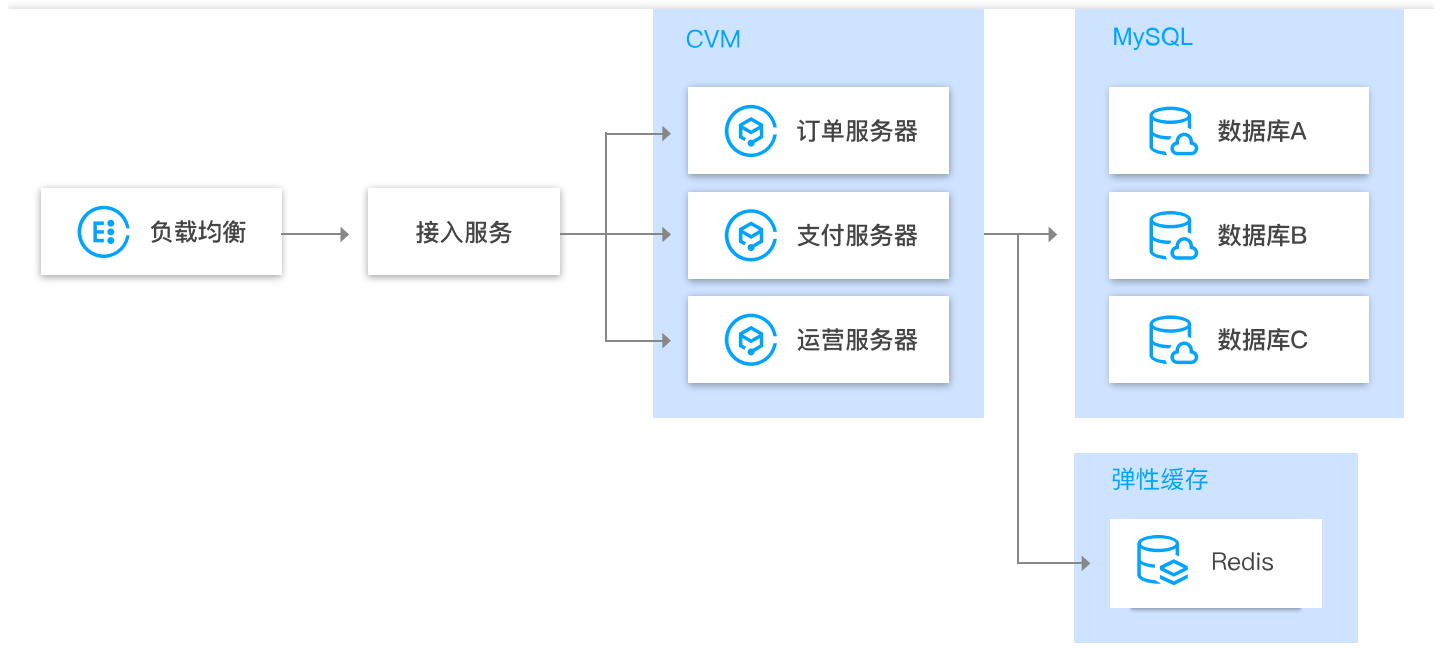 负载均衡
接入服务
CVM
订单服务器
支付服务器
运营服务器
MySQL
数据库A
数据库B
数据库C
弹性缓存
Redis